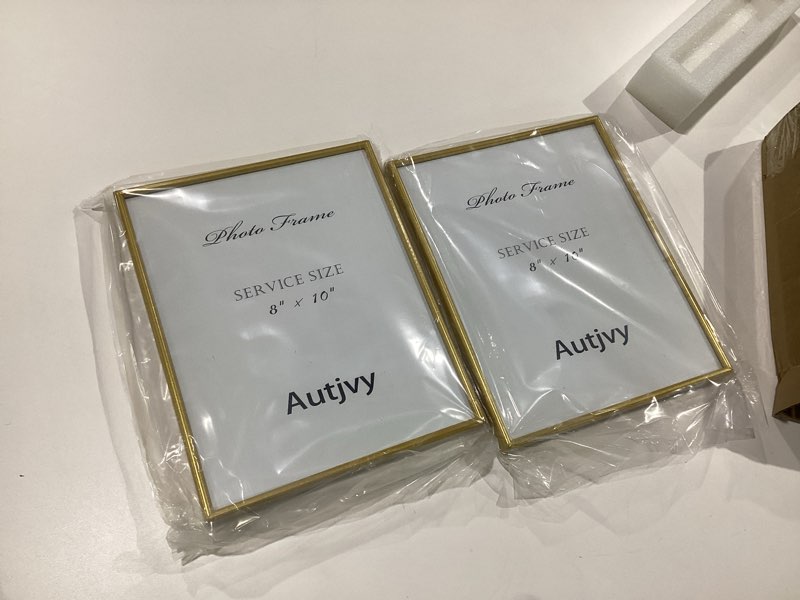 Photo Frame
SERVICE SIZE
8" x 10"
Autjvy
Photo Frame
SERVICE SIZE
8" x 10"
Autjvy